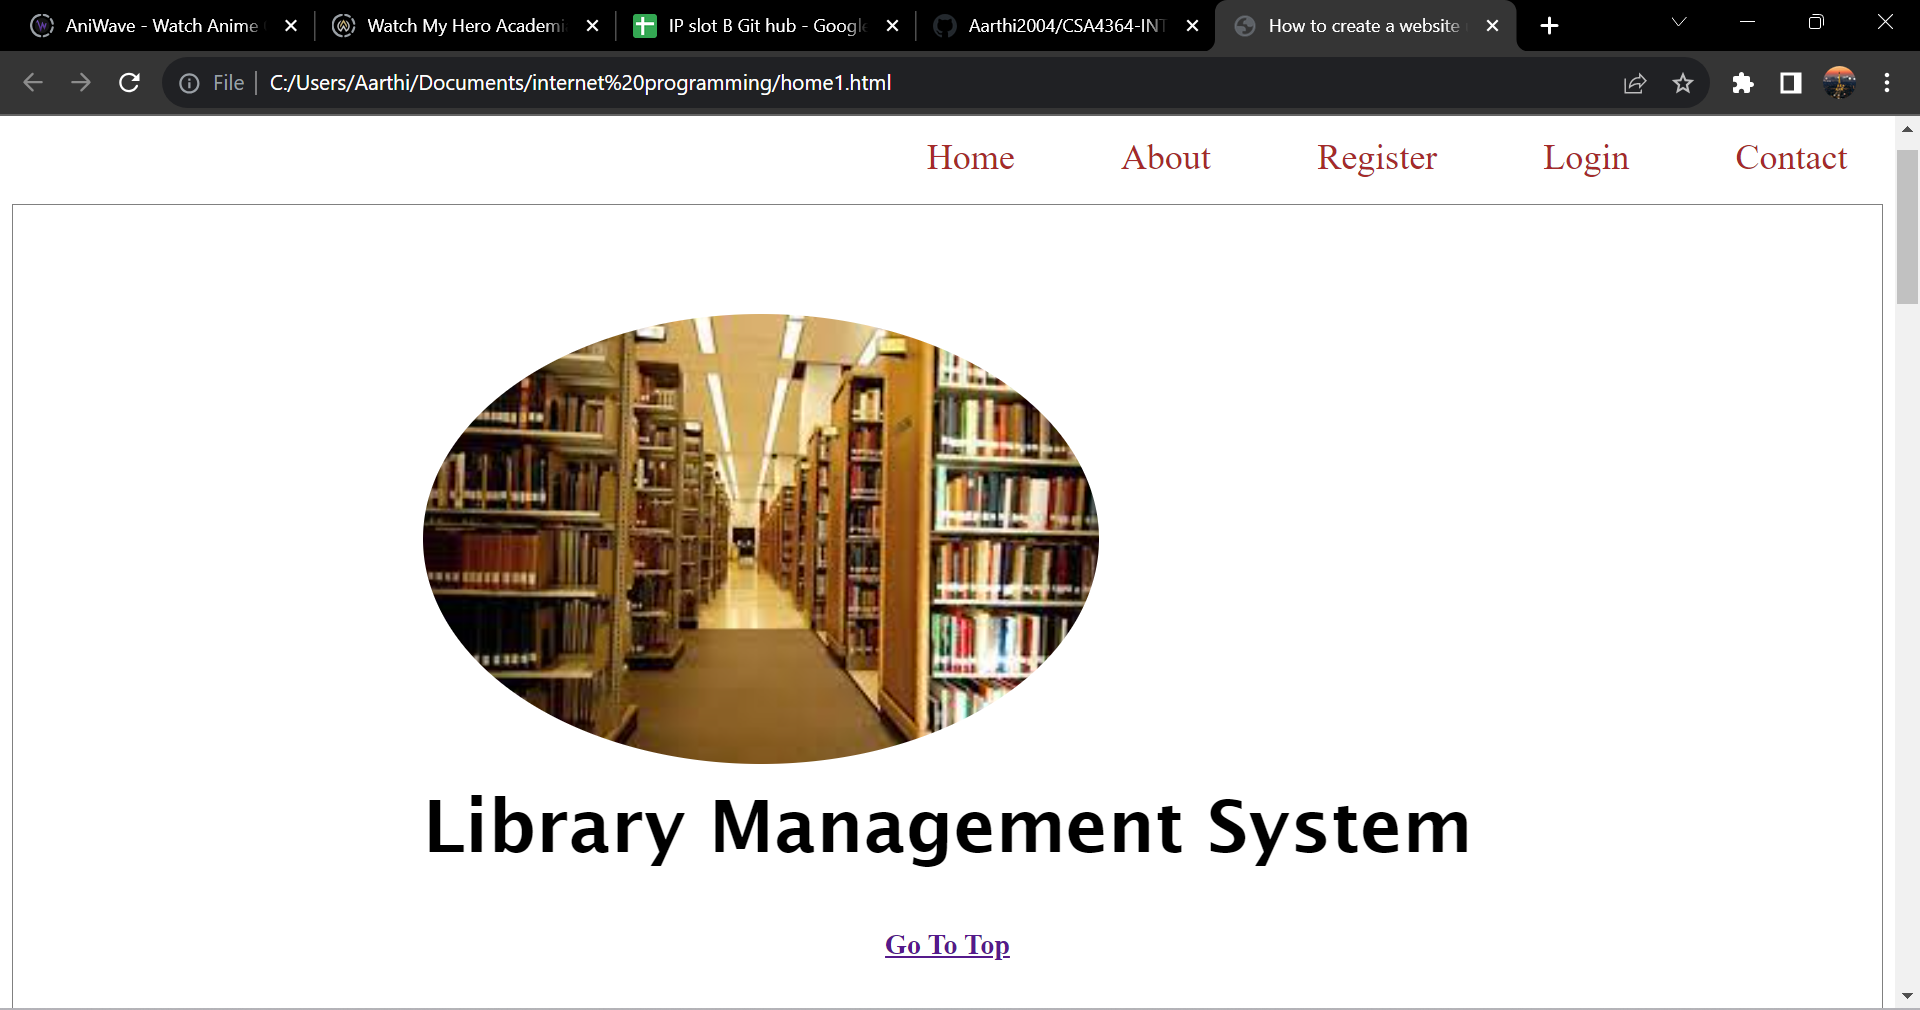 AniWave - Watch Anime
Watch My Hero Academi
IP slot B Git hub - Google
Aarthi2004/CSA4364-INT
How to create a website
File
C:/Users/Aarthi/Documents/internet%20programming/home1.html
Home
About
Register
Login
Contact
Library Management System
Go To Top